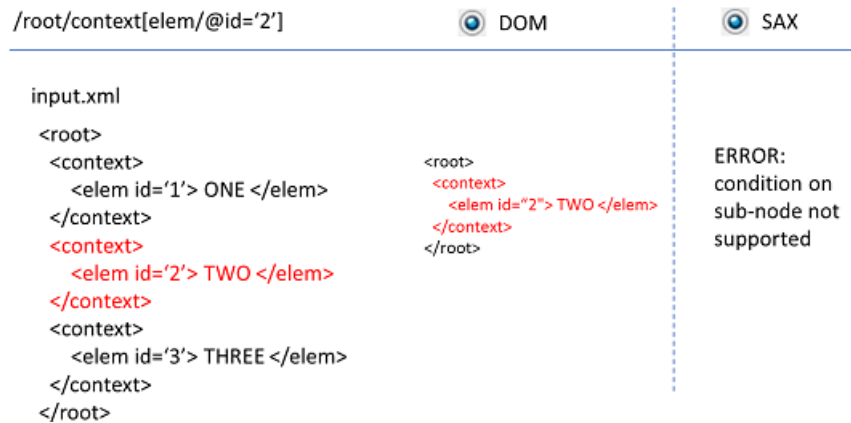 /root/context[elem/@id=‘2’]
DOM
SAX
input.xml
<root>
<context>
<elem id=‘1’> ONE </elem>
</context>
<context>
<elem id=‘2’> TWO </elem>
</context>
<context>
<elem id=‘3’> THREE </elem>
</context>
</root>
<root>
<context>
<elem id=“2"> TWO </elem>
</context>
</root>
ERROR:
condition on
sub-node not
supported